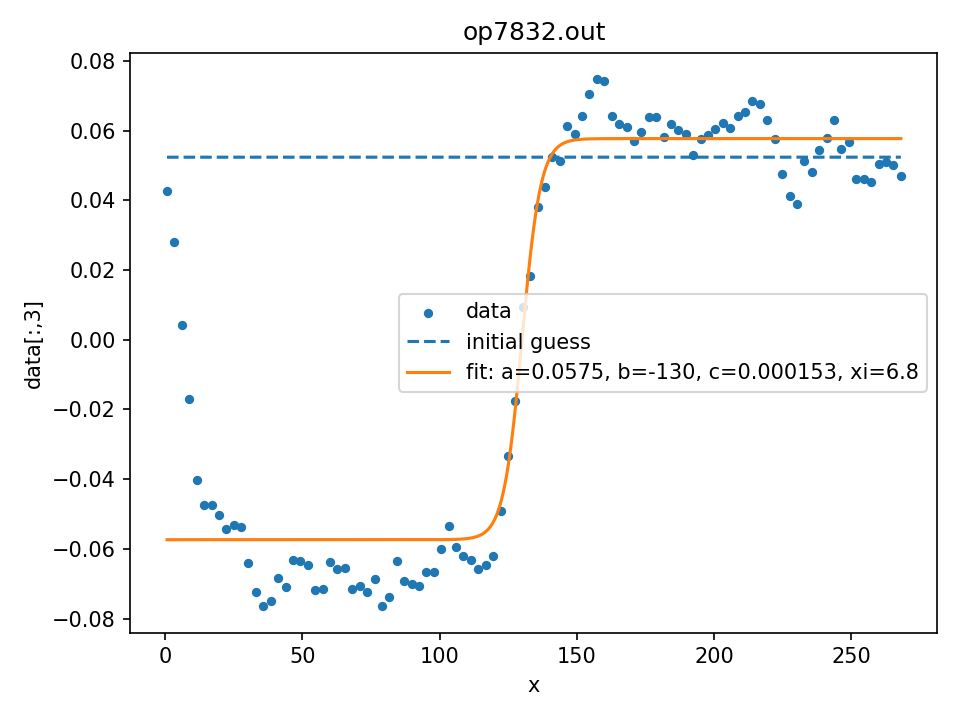 op7832.out
0.08
0.06
0.04
0.02
0.00
−0.02
−0.04
−0.06
−0.08
data[:,3]
data
initial guess
fit: a=0.0575, b=-130, c=0.000153, xi=6.8
0 50 100 150 200 250
x